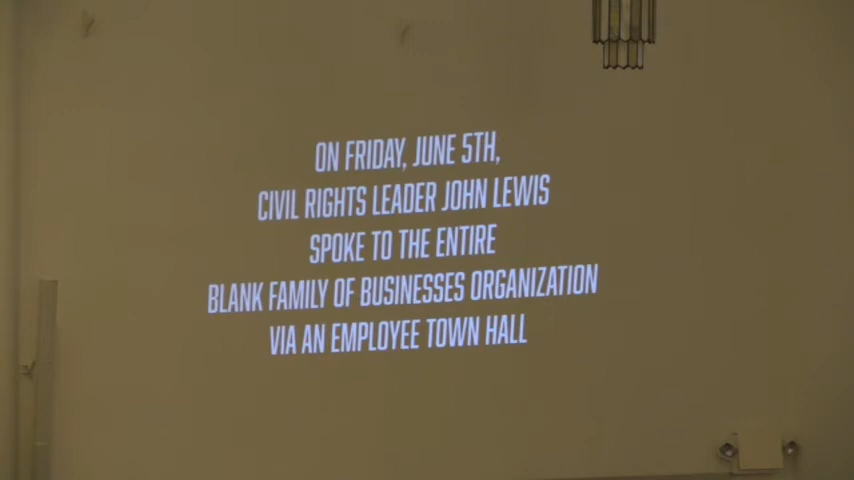 ON FRIDAY, JUNE 5TH,
CIVIL RIGHTS LEADER JOHN LEWIS
SPOKE TO THE ENTIRE
BLANK FAMILY OF BUSINESSES ORGANIZATION
VIA AN EMPLOYEE TOWN HALL